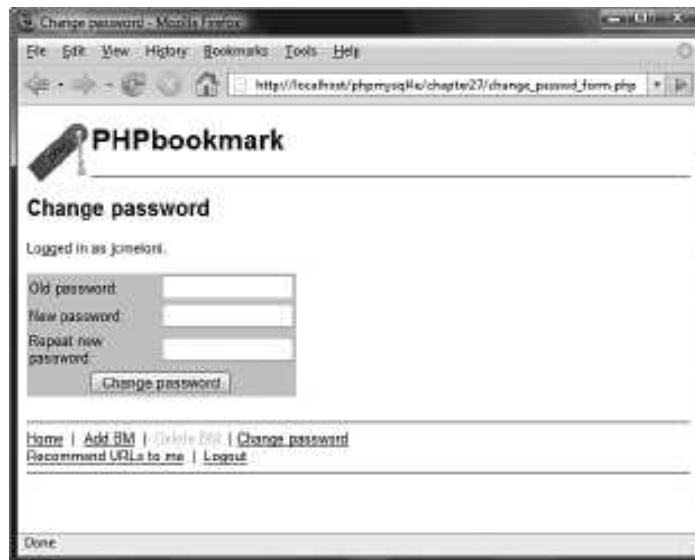 Change password - Mozilla Firefox
File Edit View History Bookmarks Tools Help
http://localhost/phpmysql4e/chapter27/change_passwd_form.php
PHPbookmark
Change password
Logged in as jcmeloni.
Old password:
New password:
Repeat new
password:
Change password
Home | Add BM | Delete BM | Change password
Recommend URLs to me | Logout
Done